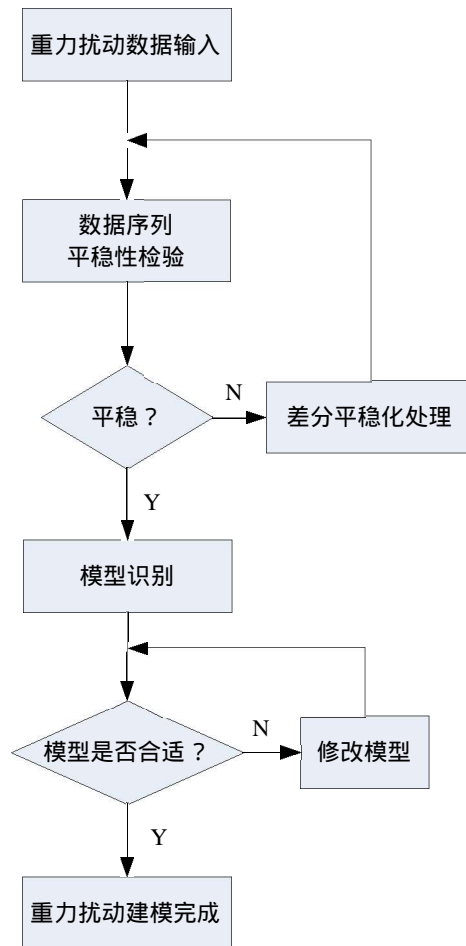 重力扰动数据输入
数据序列
平稳性检验
平稳？
N
差分平稳化处理
Y
模型识别
模型是否合适？
N
修改模型
Y
重力扰动建模完成